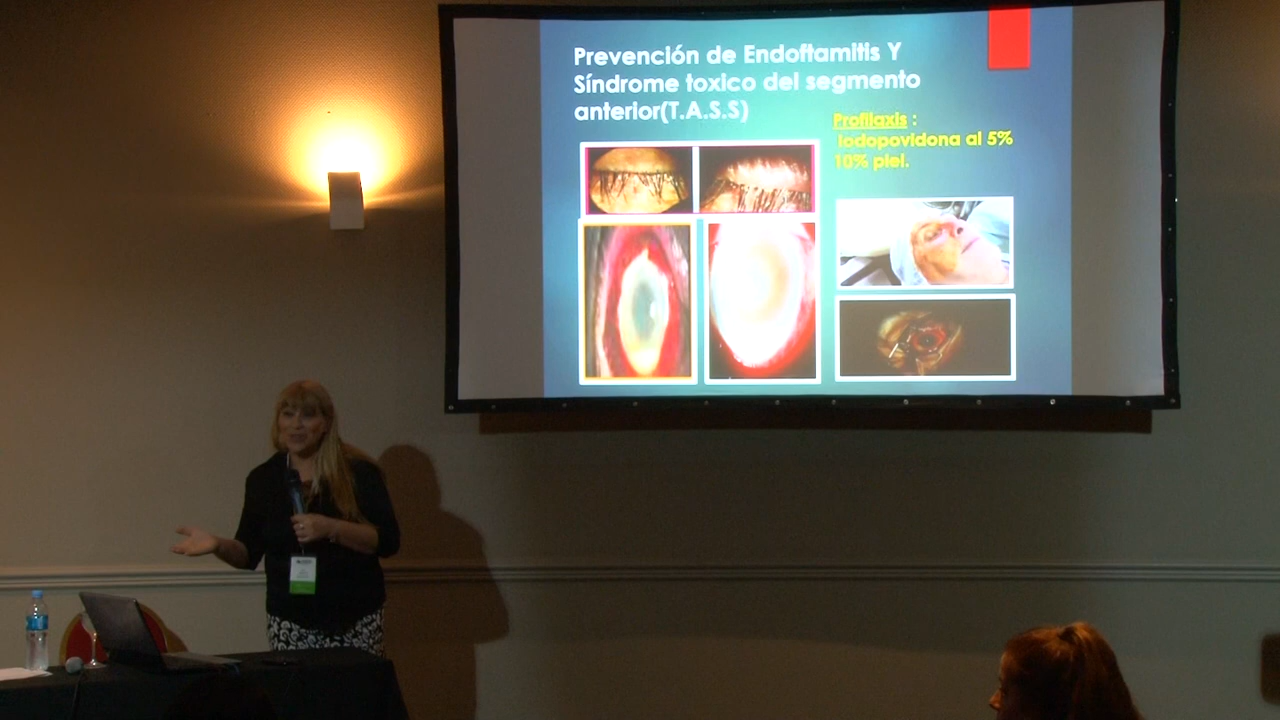 Prevención de Endoftamitis Y
Síndrome toxico del segmento
anterior(T.A.S.S)
Profilaxis :
Iodopovidona al 5%
10% piel.